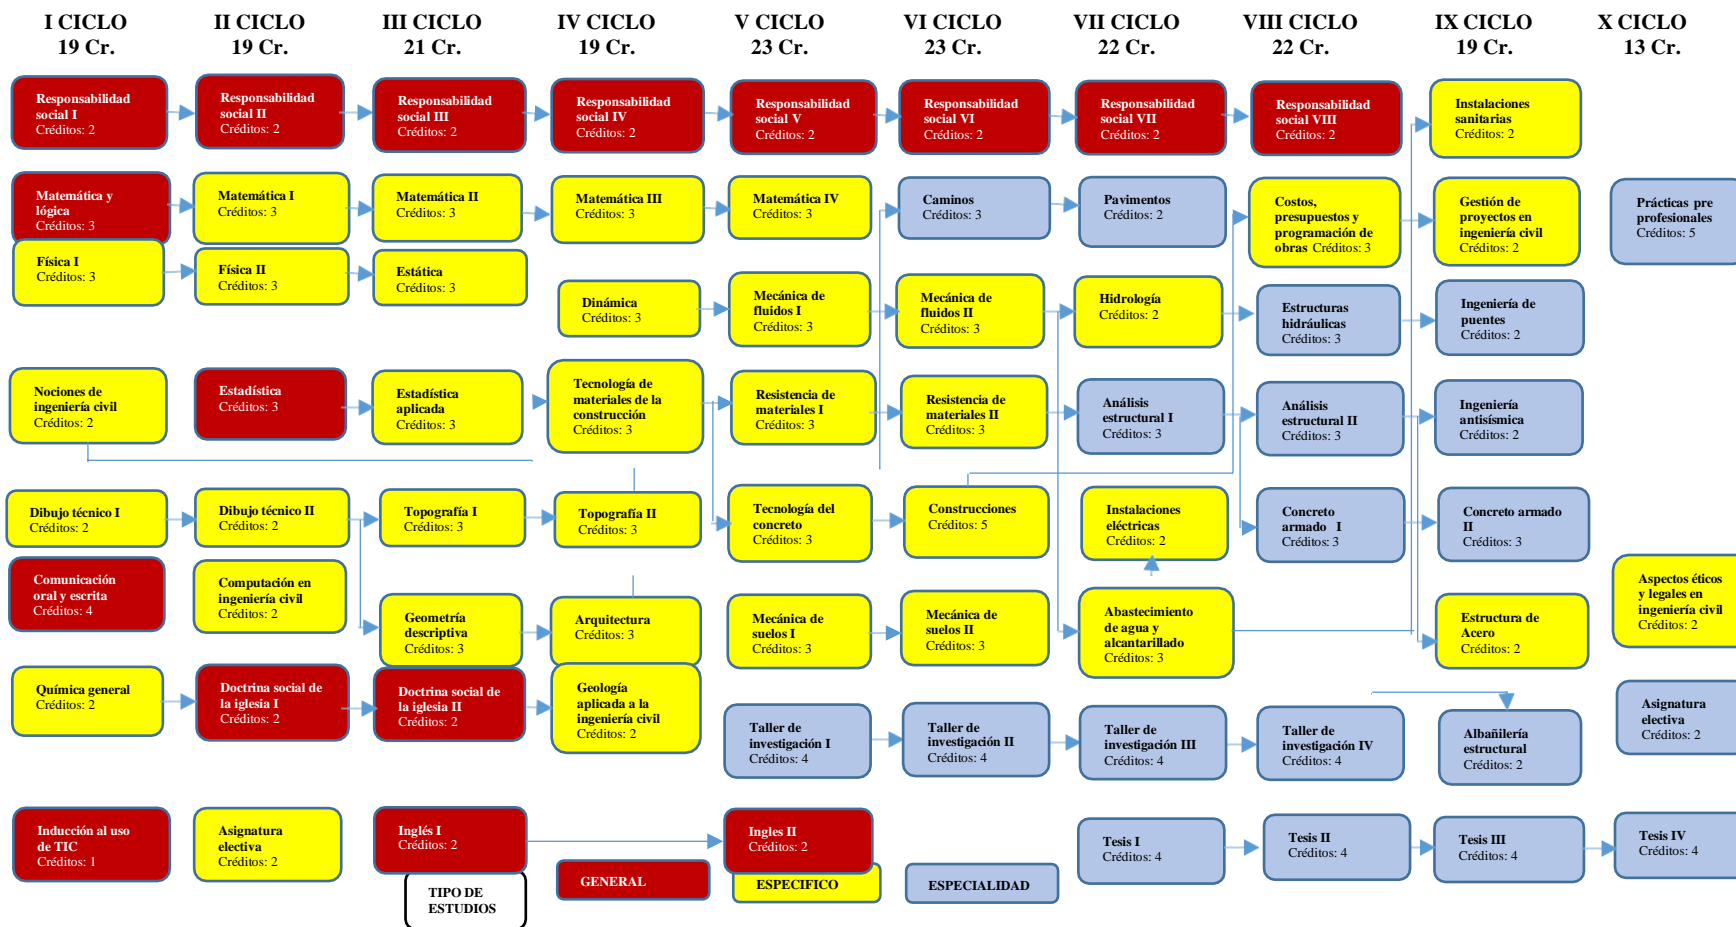 I CICLO
19 Cr.
II CICLO
19 Cr.
III CICLO
21 Cr.
IV CICLO
19 Cr.
V CICLO
23 Cr.
VI CICLO
23 Cr.
VII CICLO
22 Cr.
VIII CICLO
22 Cr.
IX CICLO
19 Cr.
X CICLO
13 Cr.
Responsabilidad
social I
Créditos: 2
Responsabilidad
social II
Créditos: 2
Responsabilidad
social III
Créditos: 2
Responsabilidad
social IV
Créditos: 2
Responsabilidad
social V
Créditos: 2
Responsabilidad
social VI
Créditos: 2
Responsabilidad
social VII
Créditos: 2
Responsabilidad
social VIII
Créditos: 2
Instalaciones
sanitarias
Créditos: 2
Matemática y
lógica
Créditos: 3
Matemática I
Créditos: 3
Matemática II
Créditos: 3
Matemática III
Créditos: 3
Matemática IV
Créditos: 3
Caminos
Créditos: 3
Pavimentos
Créditos: 2
Costos,
presupuestos y
programación de
obras Créditos: 3
Gestión de
proyectos en
ingeniería civil
Créditos: 2
Prácticas pre
profesionales
Créditos: 5
Física I
Créditos: 3
Física II
Créditos: 3
Estática
Créditos: 3
Dinámica
Créditos: 3
Mecánica de
fluidos I
Créditos: 3
Mecánica de
fluidos II
Créditos: 3
Hidrología
Créditos: 2
Estructuras
hidráulicas
Créditos: 3
Ingeniería de
puentes
Créditos: 2
Nociones de
ingeniería civil
Créditos: 2
Estadística
Créditos: 3
Estadística
aplicada
Créditos: 3
Tecnología de
materiales de la
construcción
Créditos: 3
Resistencia de
materiales I
Créditos: 3
Resistencia de
materiales II
Créditos: 3
Análisis
estructural I
Créditos: 3
Análisis
estructural II
Créditos: 3
Ingeniería
antisísmica
Créditos: 2
Dibujo técnico I
Créditos: 2
Dibujo técnico II
Créditos: 2
Topografía I
Créditos: 3
Topografía II
Créditos: 3
Tecnología del
concreto
Créditos: 3
Construcciones
Créditos: 5
Instalaciones
eléctricas
Créditos: 2
Concreto
armado I
Créditos: 3
Concreto armado
II
Créditos: 3
Comunicación
oral y escrita
Créditos: 4
Computación en
ingeniería civil
Créditos: 2
Geometría
descriptiva
Créditos: 3
Arquitectura
Créditos: 3
Mecánica de
suelos I
Créditos: 3
Mecánica de
suelos II
Créditos: 3
Abastecimiento
de agua y
alcantarillado
Créditos: 3
Estructura de
Acero
Créditos: 2
Aspectos éticos
y legales en
ingeniería civil
Créditos: 2
Química general
Créditos: 2
Doctrina social de
la iglesia I
Créditos: 2
Doctrina social de
la iglesia II
Créditos: 2
Geología
aplicada a la
ingeniería civil
Créditos: 2
Taller de
investigación I
Créditos: 4
Taller de
investigación II
Créditos: 4
Taller de
investigación III
Créditos: 4
Taller de
investigación IV
Créditos: 4
Albañilería
estructural
Créditos: 2
Asignatura
electiva
Créditos: 2
Inducción al uso
de TIC
Créditos: 1
Asignatura
electiva
Créditos: 2
Inglés I
Créditos: 2
Ingles II
Créditos: 2
Tesis I
Créditos: 4
Tesis II
Créditos: 4
Tesis III
Créditos: 4
Tesis IV
Créditos: 4
TIPO DE
ESTUDIOS
GENERAL
ESPECIFICO
ESPECIALIDAD